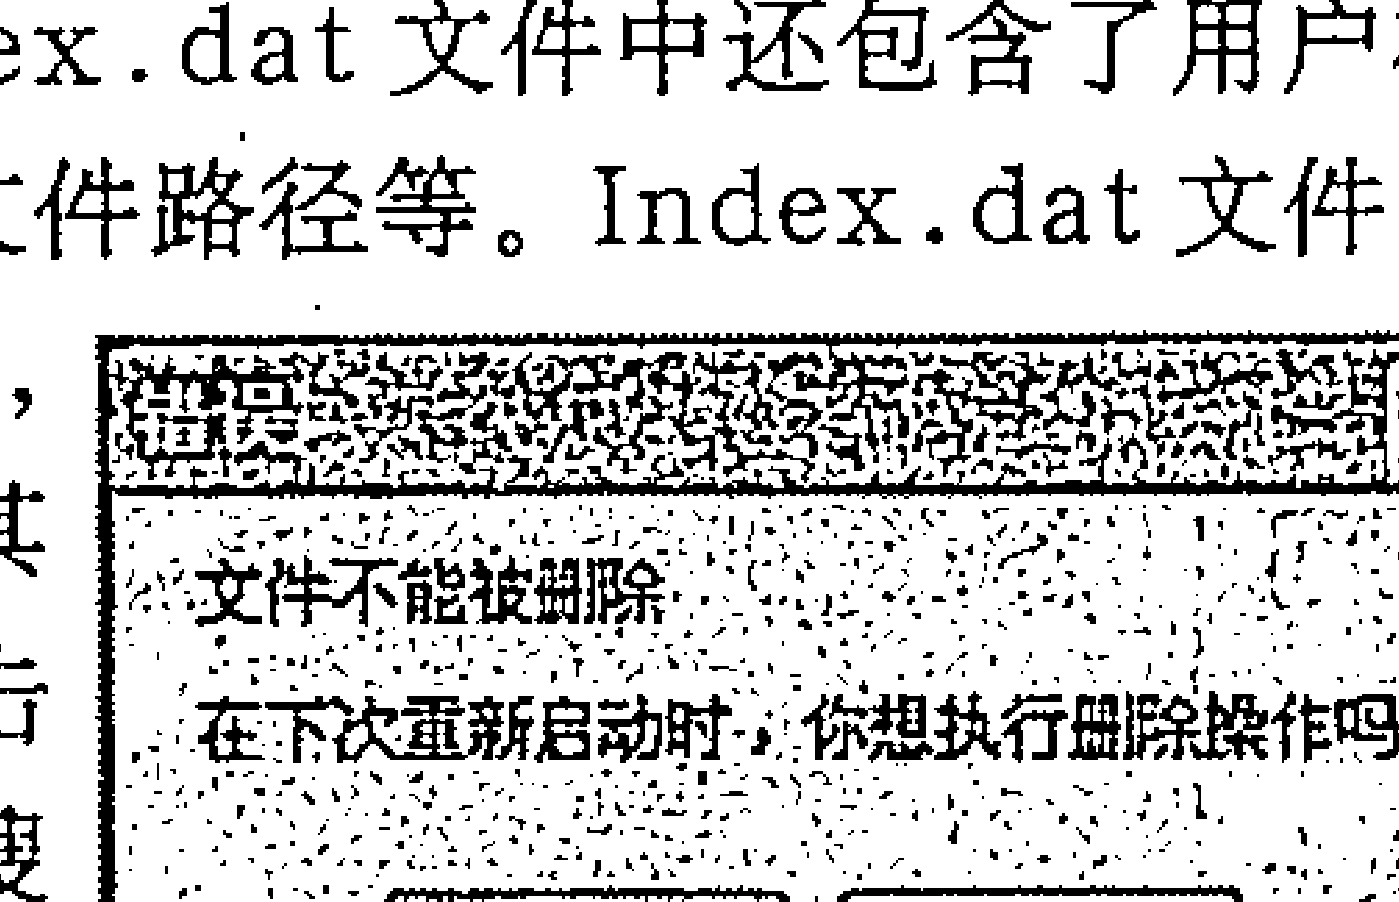 ex.dat 文件中还包含了用户
文件路径等。Index.dat 文件
，
其
击
文件不能被删除
在下次重新启动时，你想执行删除操作吗